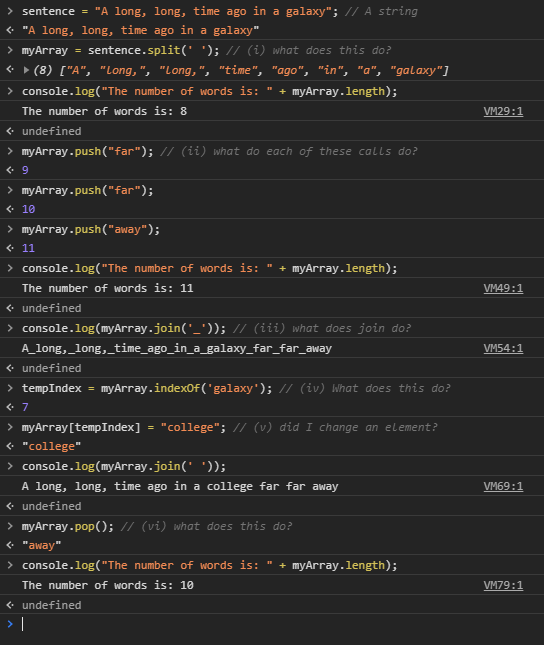 > sentence = "A long, long, time ago in a galaxy"; // A string
<· "A long, long, time ago in a galaxy"
> myArray = sentence.split(' '); // (i) what does this do?
<· ▶ (8) ["A", "long,", "long,", "time", "ago", "in", "a", "galaxy"]
> console.log("The number of words is: " + myArray.length);
The number of words is: 8 VM29:1
<· undefined
> myArray.push("far"); // (ii) what do each of these calls do?
<· 9
> myArray.push("far");
<· 10
> myArray.push("away");
<· 11
> console.log("The number of words is: " + myArray.length);
The number of words is: 11 VM49:1
<· undefined
> console.log(myArray.join('_')); // (iii) what does join do?
A_long,_long,_time_ago_in_a_galaxy_far_far_away VM54:1
<· undefined
> tempIndex = myArray.indexOf('galaxy'); // (iv) What does this do?
<· 7
> myArray[tempIndex] = "college"; // (v) did I change an element?
<· "college"
> console.log(myArray.join(' '));
A long, long, time ago in a college far far away VM69:1
<· undefined
> myArray.pop(); // (vi) what does this do?
<· "away"
> console.log("The number of words is: " + myArray.length);
The number of words is: 10 VM79:1
<· undefined
>